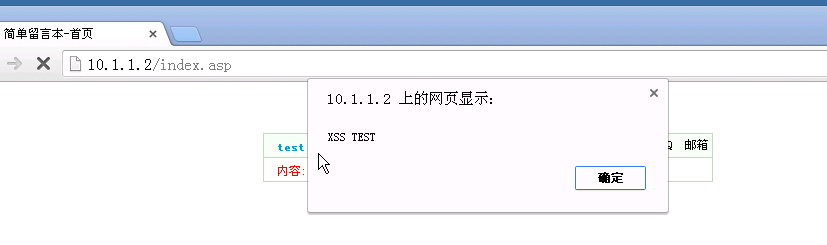 简单留言本-首页
10.1.1.2/index.asp
10.1.1.2 上的网页显示:
XSS TEST
确定
test
Q 邮箱
内容: